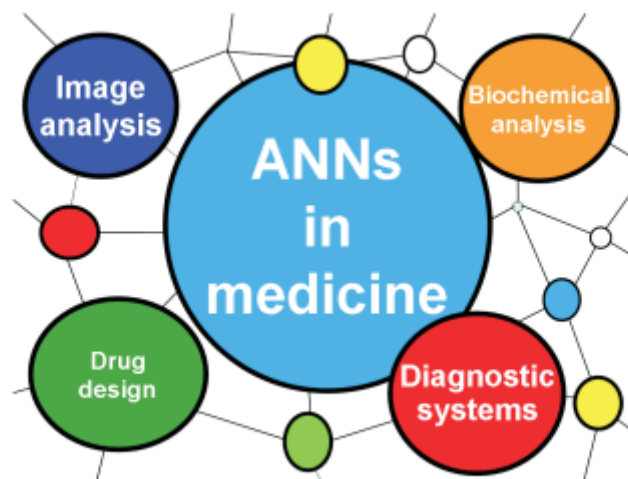 Image
analysis
Biochemical
analysis
ANNs
in
medicine
Drug
design
Diagnostic
systems